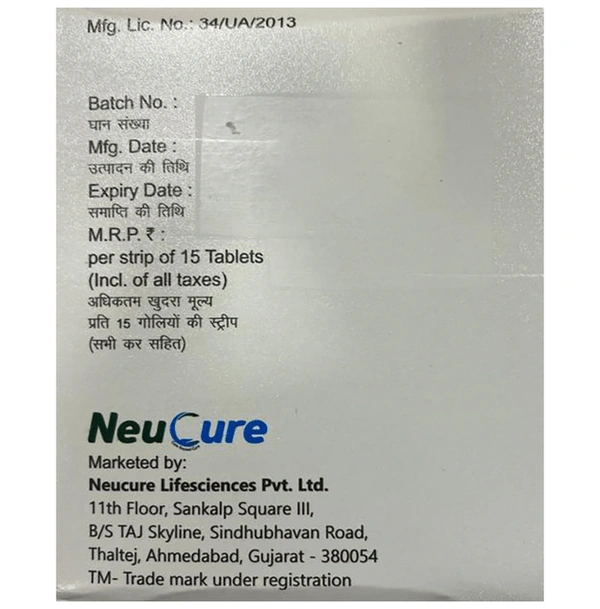 Mfg. Lic. No.: 34/UA/2013
Batch No. :
घान संख्या
Mfg. Date :
उत्पादन की तिथि
Expiry Date :
समाप्ति की तिथि
M.R.P. ₹ :
per strip of 15 Tablets
(Incl. of all taxes)
अधिकतम खुदरा मूल्य
प्रति 15 गोलियों की स्ट्रीप
(सभी कर सहित)
NeuCure
Marketed by:
Neucure Lifesciences Pvt. Ltd.
11th Floor, Sankalp Square III,
B/S TAJ Skyline, Sindhubhavan Road,
Thaltej, Ahmedabad, Gujarat - 380054
TM- Trade mark under registration